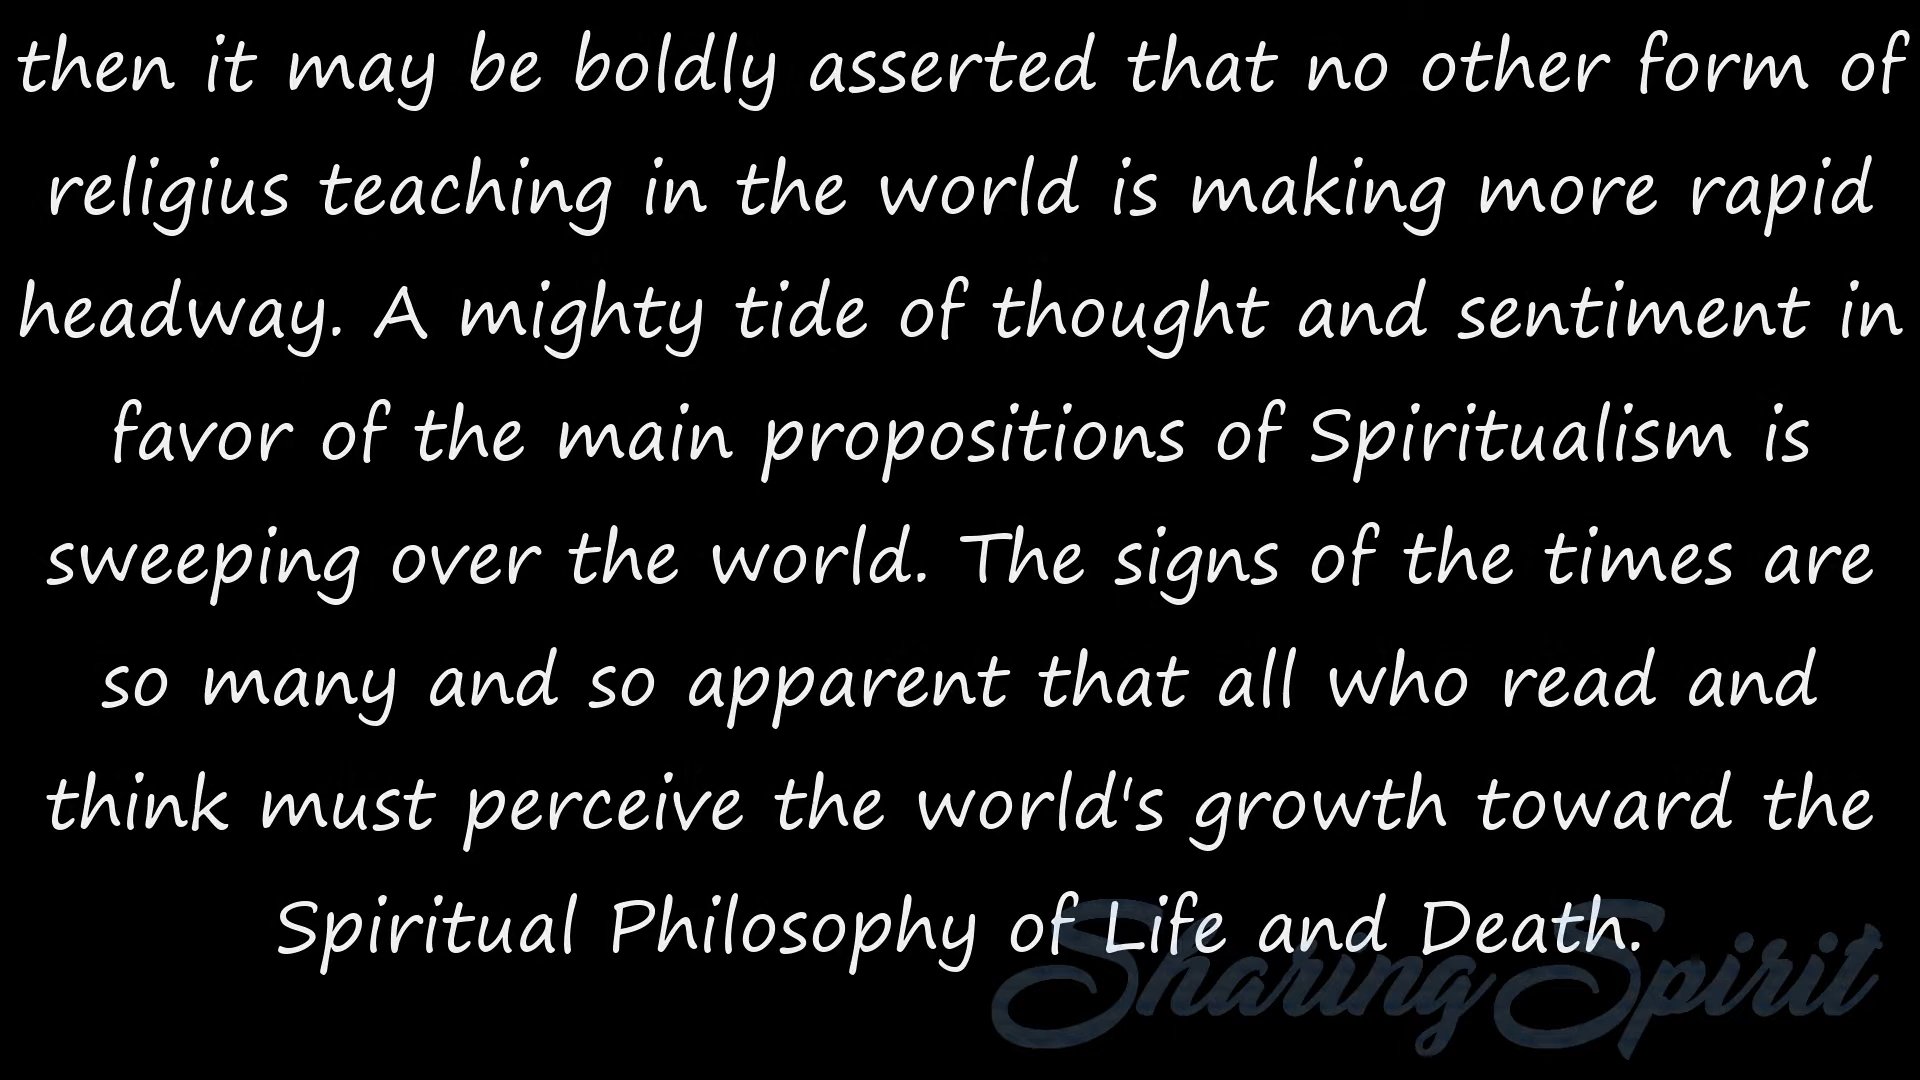 then it may be boldly asserted that no other form of
religius teaching in the world is making more rapid
headway. A mighty tide of thought and sentiment in
favor of the main propositions of Spiritualism is
sweeping over the world. The signs of the times are
so many and so apparent that all who read and
think must perceive the world's growth toward the
Spiritual Philosophy of Life and Death.
SharingSpirit